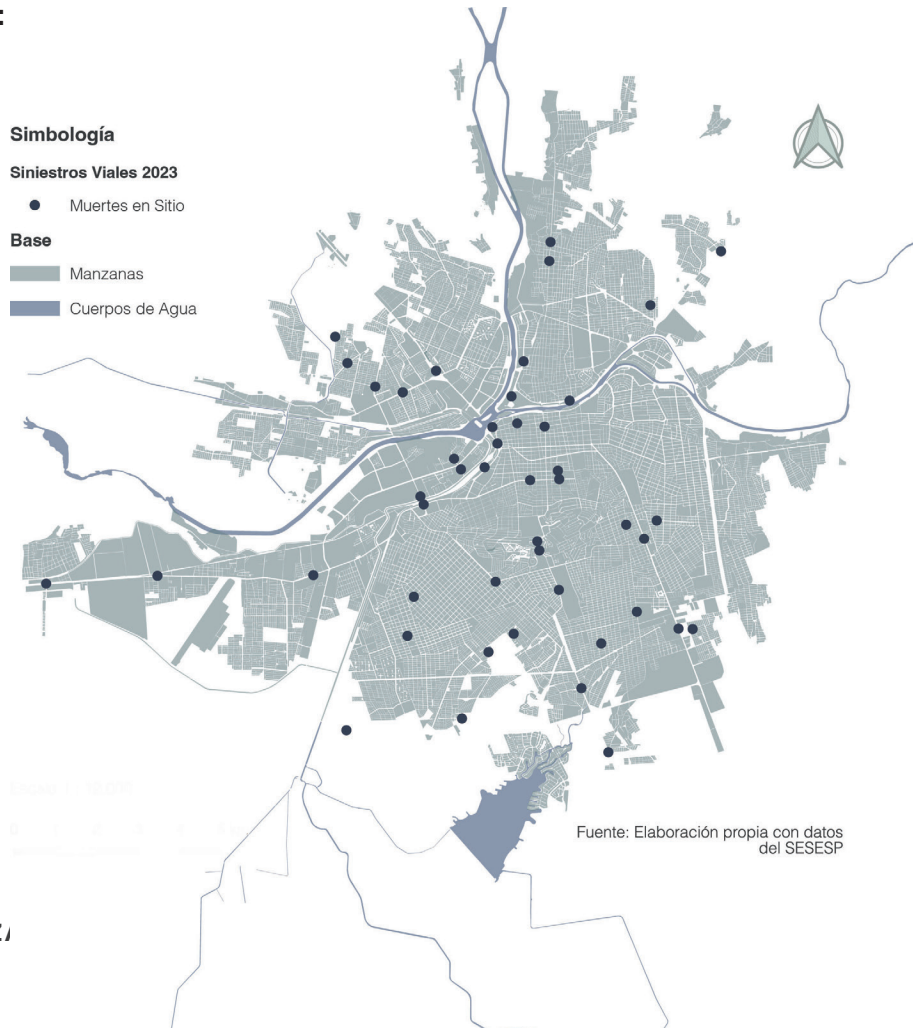 :
Simbología
Siniestros Viales 2023
Muertes en Sitio
Base
Manzanas
Cuerpos de Agua
Fuente: Elaboración propia con datos
del SESESP